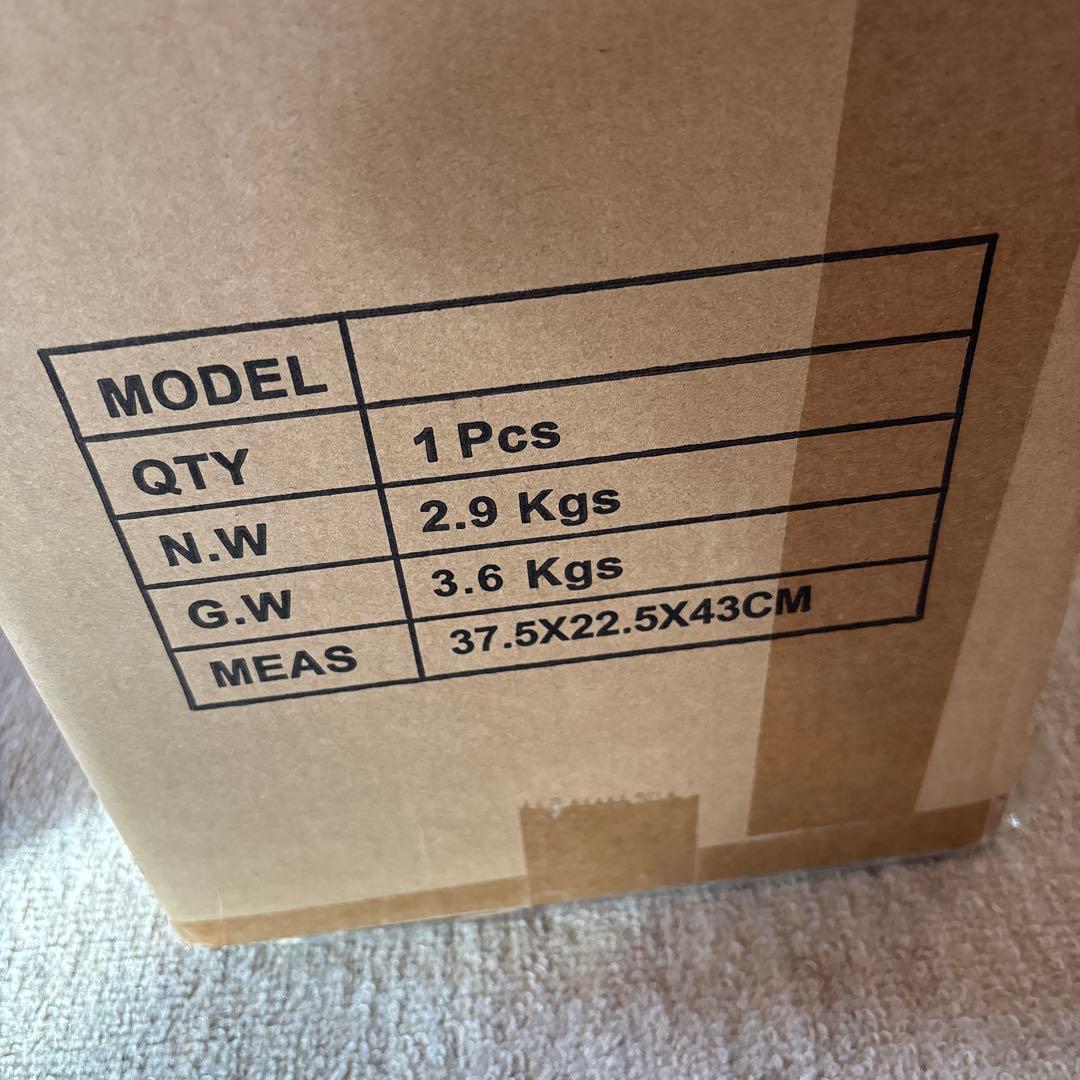 MODEL
QTY 1 Pcs
N.W 2.9 Kgs
G.W 3.6 Kgs
MEAS 37.5X22.5X43CM